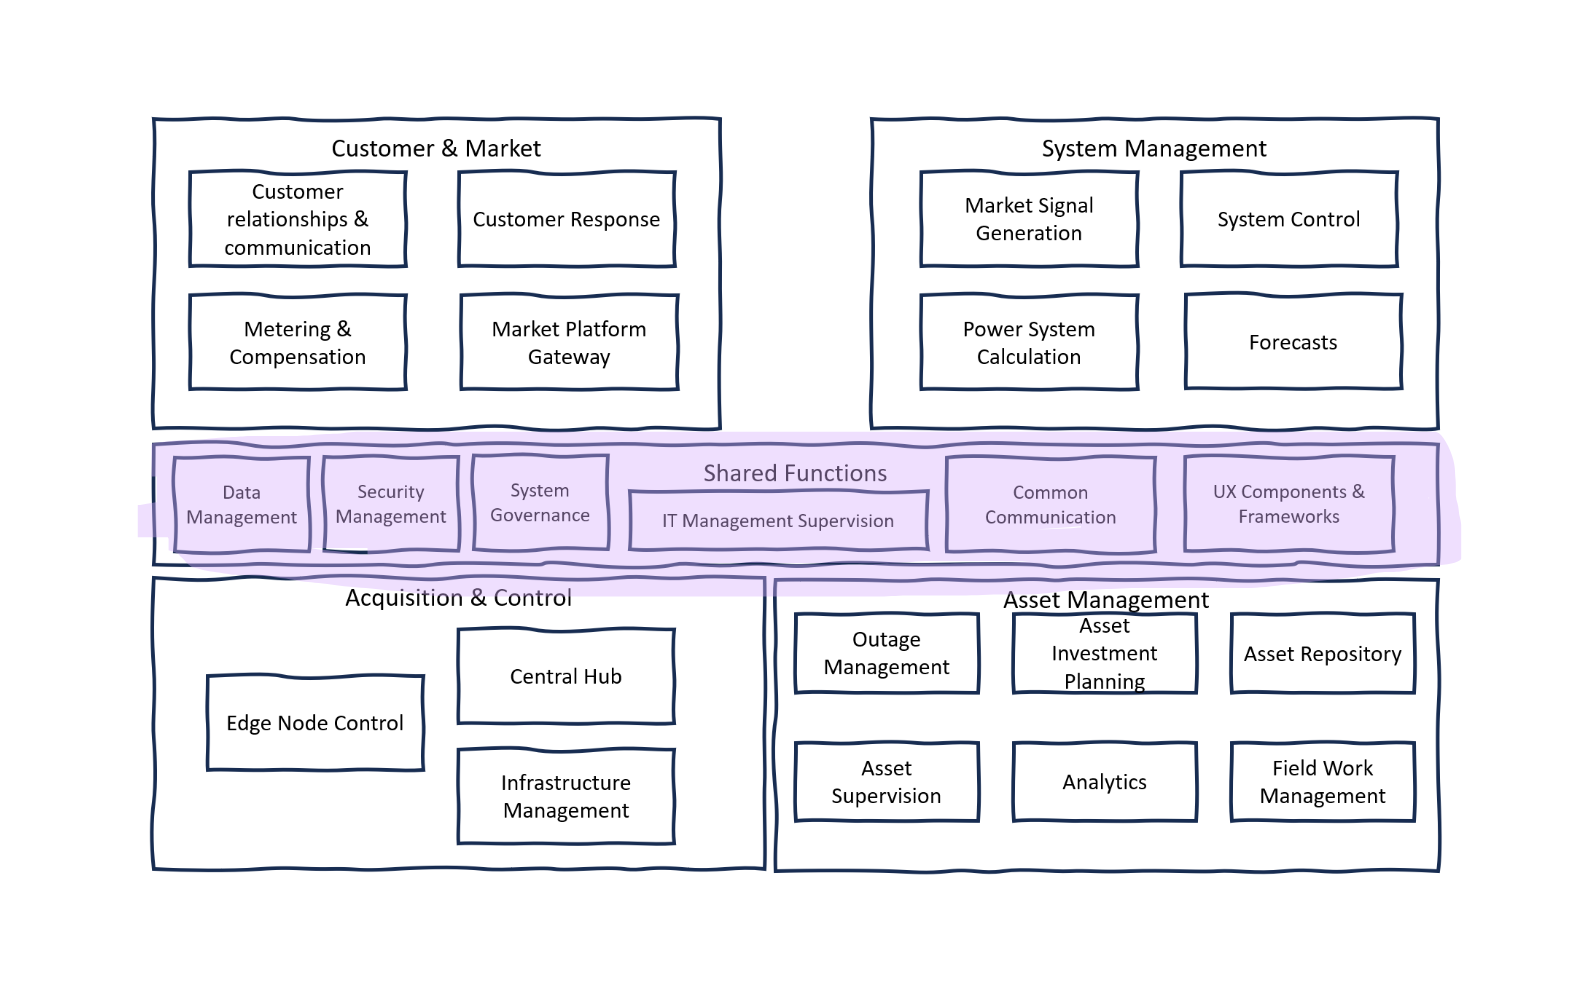 Customer & Market
Customer
relationships &
communication
Customer Response
Metering &
Compensation
Market Platform
Gateway
System Management
Market Signal
Generation
System Control
Power System
Calculation
Forecasts
Shared Functions
Data
Management
Security
Management
System
Governance
IT Management Supervision
Common
Communication
UX Components &
Frameworks
Acquisition & Control
Edge Node Control
Central Hub
Infrastructure
Management
Asset Management
Outage
Management
Asset
Investment
Planning
Asset Repository
Asset
Supervision
Analytics
Field Work
Management